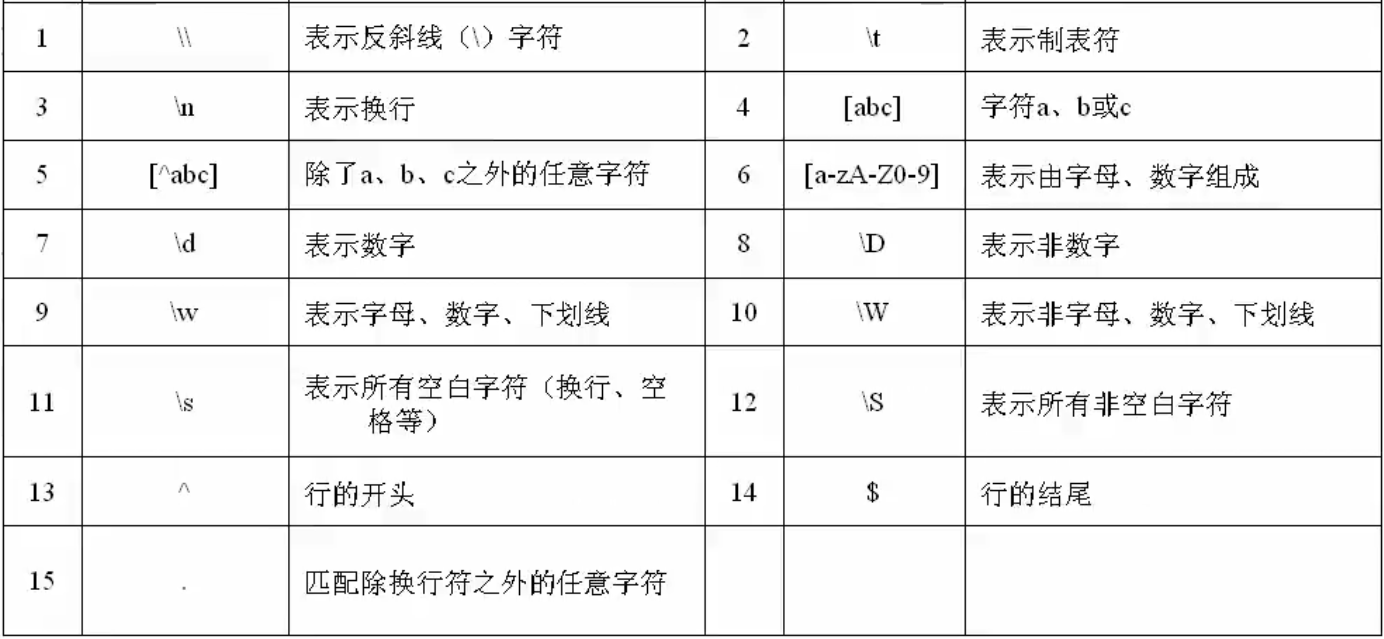 1 \\ 表示反斜线（\）字符 2 \t 表示制表符
3 \n 表示换行 4 [abc] 字符a、b或c
5 [^abc] 除了a、b、c之外的任意字符 6 [a-zA-Z0-9] 表示由字母、数字组成
7 \d 表示数字 8 \D 表示非数字
9 \w 表示字母、数字、下划线 10 \W 表示非字母、数字、下划线
11 \s 表示所有空白字符（换行、空
格等） 12 \S 表示所有非空白字符
13 ^ 行的开头 14 $ 行的结尾
15 . 匹配除换行符之外的任意字符